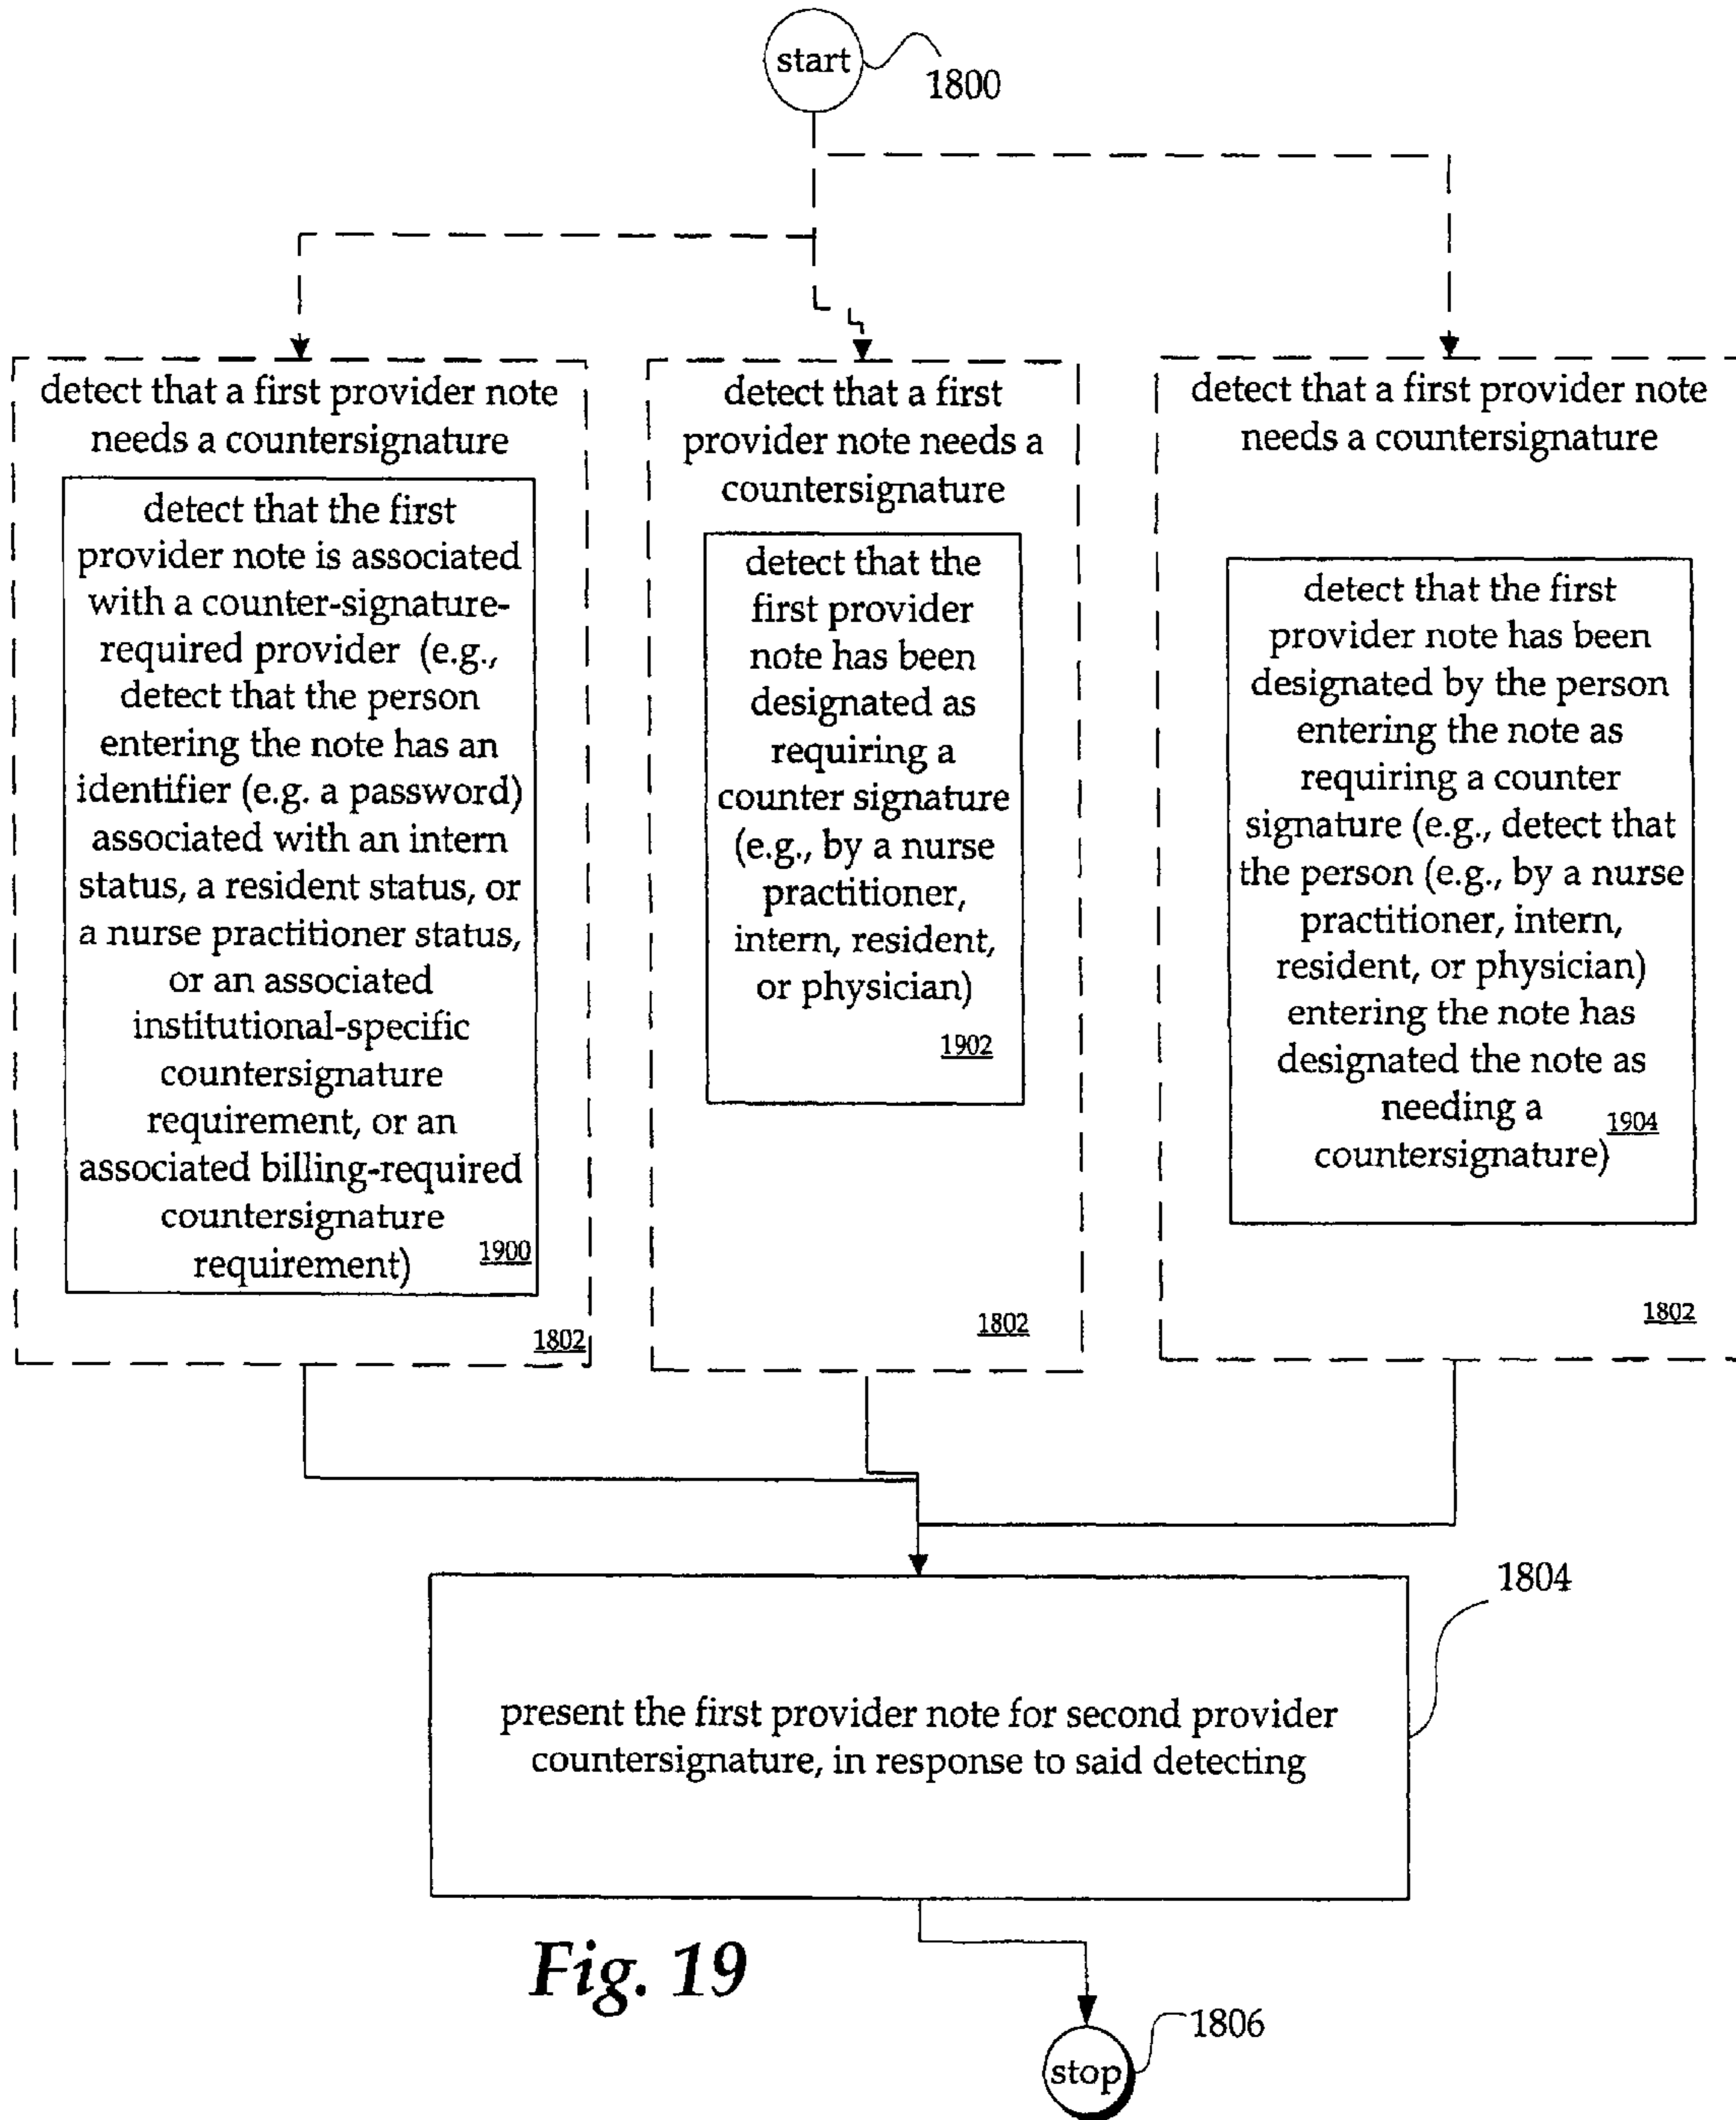 start
1800
detect that a first provider note
needs a countersignature
detect that the first
provider note is associated
with a counter-signature-
required provider (e.g.,
detect that the person
entering the note has an
identifier (e.g. a password)
associated with an intern
status, a resident status, or
a nurse practitioner status,
or an associated
institutional-specific
countersignature
requirement, or an
associated billing-required
countersignature
requirement)
1900
1802
detect that a first
provider note needs a
countersignature
detect that the
first provider
note has been
designated as
requiring a
counter signature
(e.g., by a nurse
practitioner,
intern, resident,
or physician)
1902
1802
detect that a first provider note
needs a countersignature
detect that the first
provider note has been
designated by the person
entering the note as
requiring a counter
signature (e.g., detect that
the person (e.g., by a nurse
practitioner, intern,
resident, or physician)
entering the note has
designated the note as
needing a
countersignature)
1904
1802
1804
present the first provider note for second provider
countersignature, in response to said detecting
Fig. 19
1806
stop